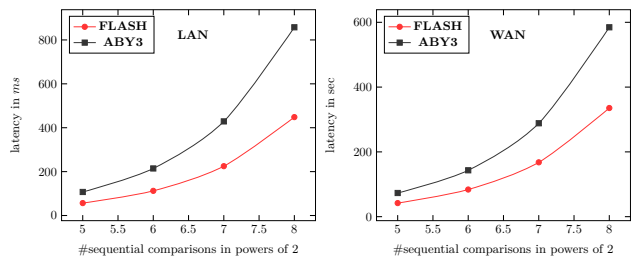 FLASH
ABY3
LAN
800
600
400
200
0
latency in ms
5 5.5 6 6.5 7 7.5 8
#sequential comparisons in powers of 2
FLASH
ABY3
WAN
600
400
200
0
latency in sec
5 5.5 6 6.5 7 7.5 8
#sequential comparisons in powers of 2